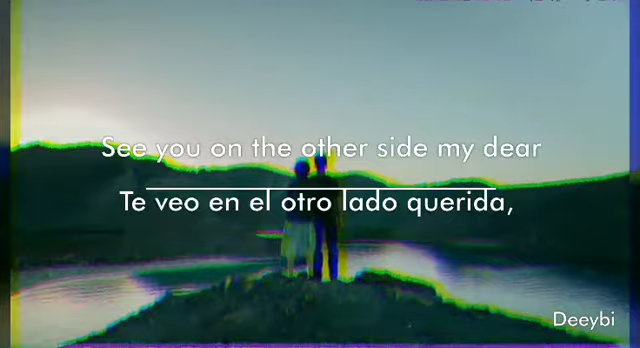 See you on the other side my dear
Te veo en el otro lado querida,
Deeybi